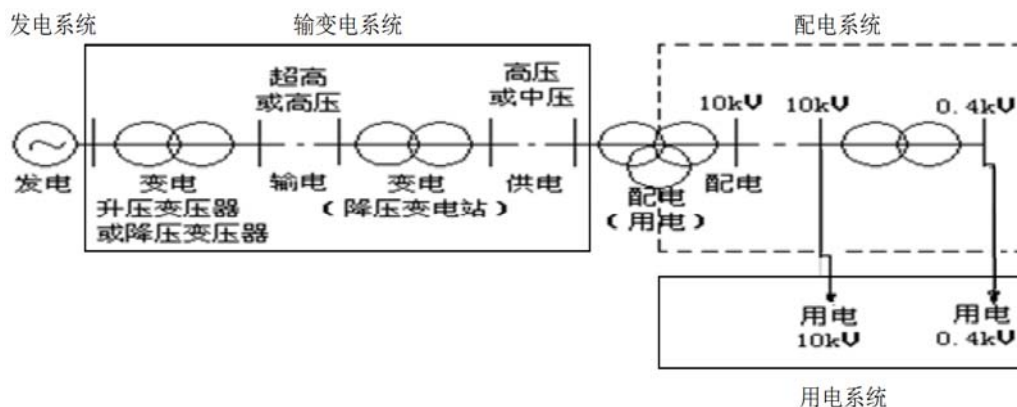 发电系统
输变电系统
配电系统
超高
或高压
高压
或中压
10kV
10kV
0.4kV
发电
变电
升压变压器
或降压变压器
输电
变电
(降压变电站)
供电
配电
(用电)
配电
用电
10kV
用电
0.4kV
用电系统